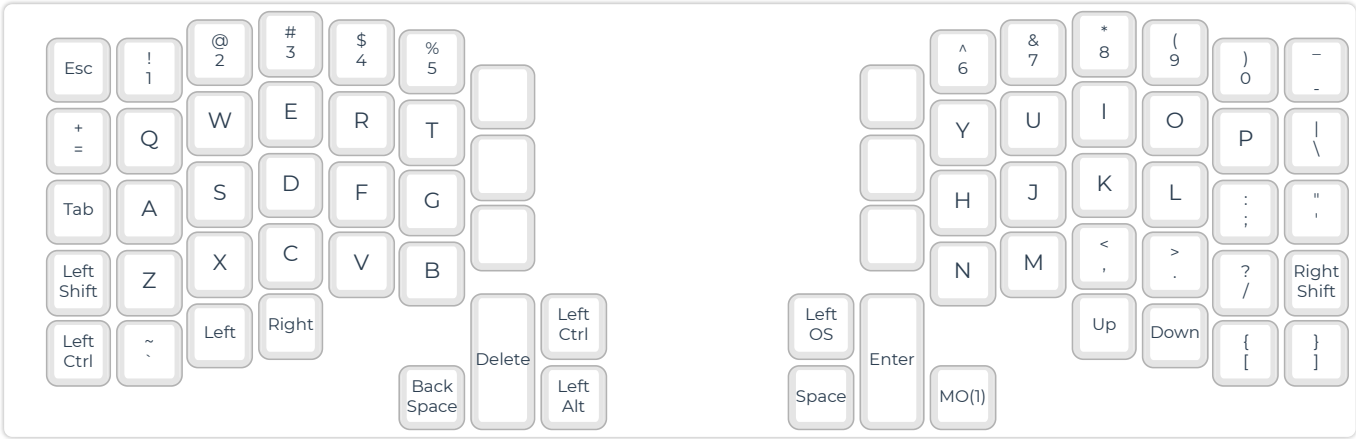 Esc
!
1
@
2
#
3
$
4
%
5
^
6
&
7
*
8
(
9
)
0
_
-
+
=
Q
W
E
R
T
Y
U
I
O
P
|
\
Tab
A
S
D
F
G
H
J
K
L
:
;
"
'
Left
Shift
Z
X
C
V
B
N
M
<
,
>
.
?
/
Right
Shift
Left
Ctrl
~
`
Left
Right
Back
Space
Delete
Left
Ctrl
Left
Alt
Left
OS
Space
Enter
MO(1)
Up
Down
{
[
}
]